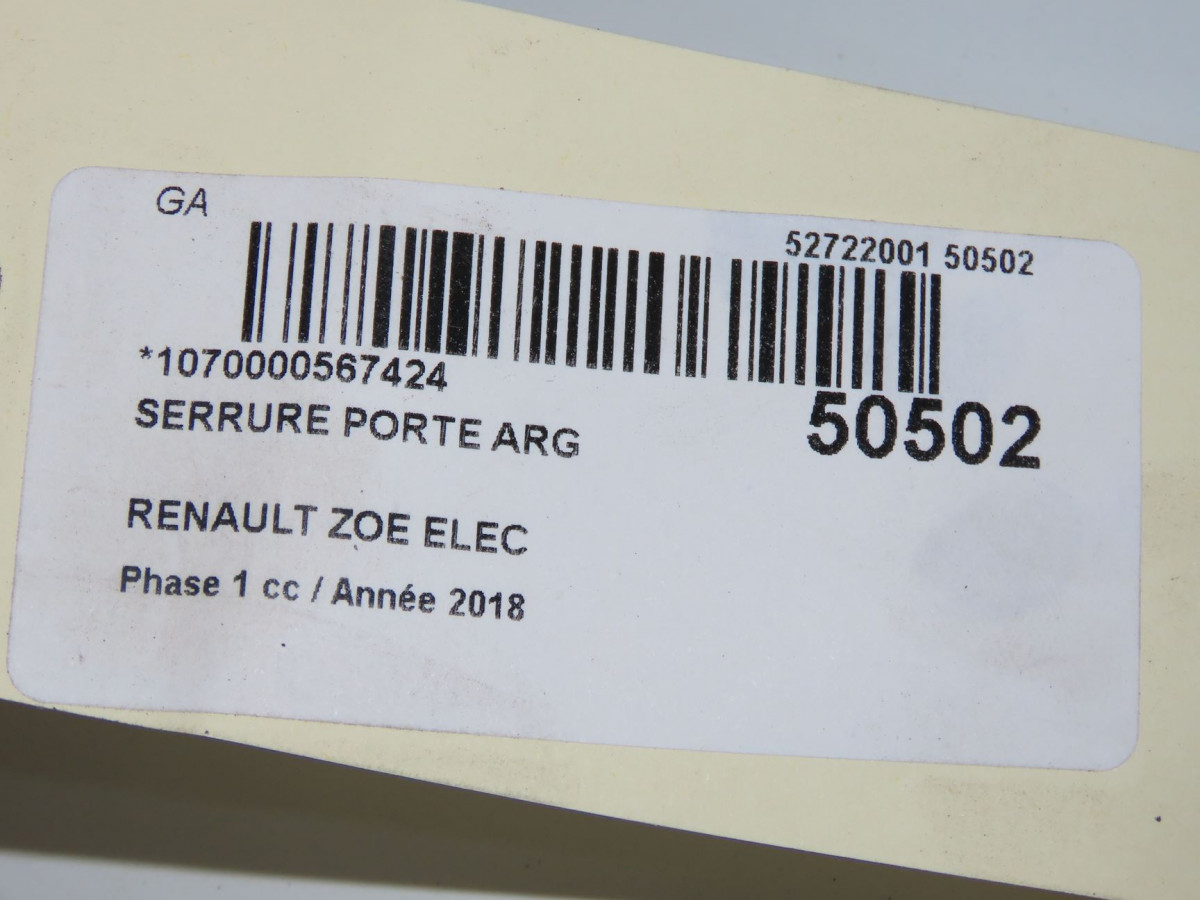 GA
52722001 50502
*1070000567424
50502
SERRURE PORTE ARG
RENAULT ZOE ELEC
Phase 1 cc / Année 2018